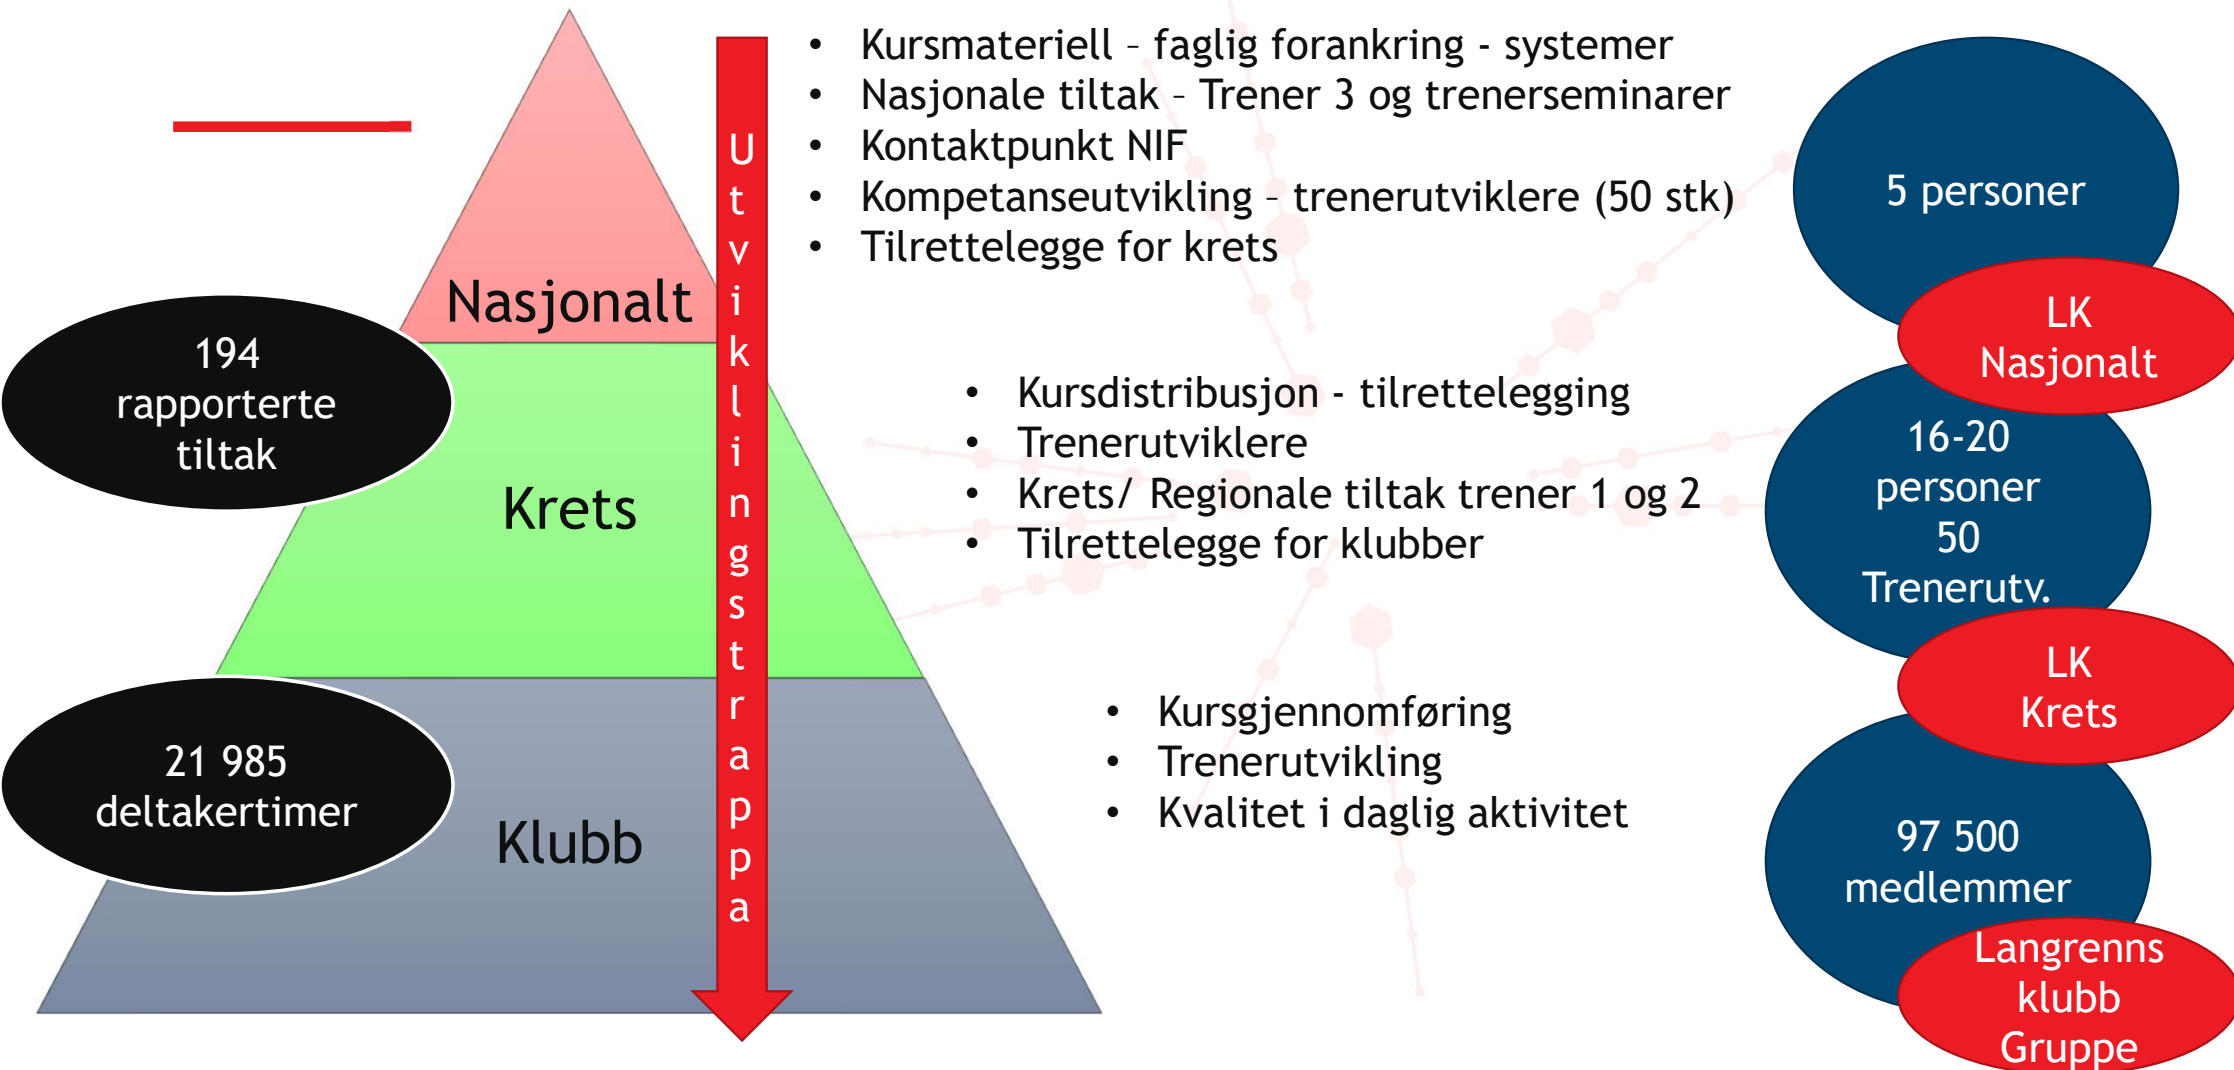 • Kursmateriell – faglig forankring - systemer
• Nasjonale tiltak – Trener 3 og trenerseminarer
• Kontaktpunkt NIF
• Kompetanseutvikling – trenerutviklere (50 stk)
• Tilrettelegge for krets
Nasjonalt
194
rapporterte
tiltak
Krets
• Kursdistribusjon - tilrettelegging
• Trenerutviklere
• Krets/ Regionale tiltak trener 1 og 2
• Tilrettelegge for klubber
21 985
deltakertimer
Klubb
• Kursgjennomføring
• Trenerutvikling
• Kvalitet i daglig aktivitet
Utviklingstrappa
5 personer
LK
Nasjonalt
16-20
personer
50
Trenerutv.
LK
Krets
97 500
medlemmer
Langrenns
klubb
Gruppe